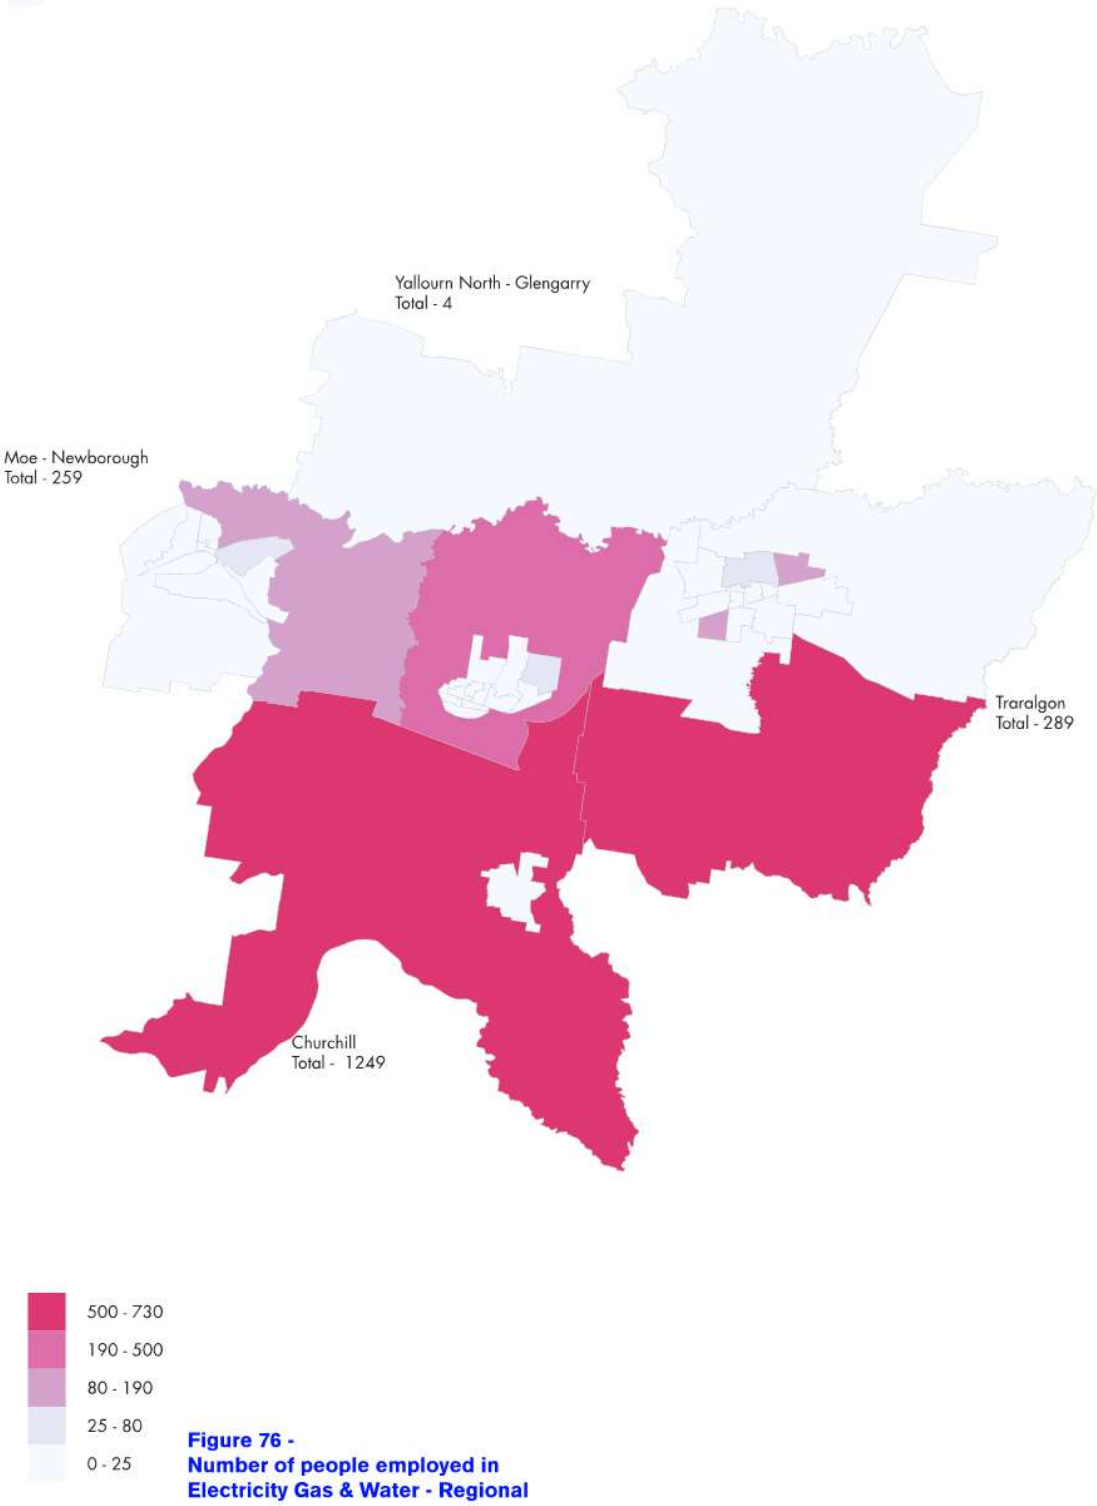 Yallourn North - Glengarry
Total - 4
Moe - Newborough
Total - 259
Traralgon
Total - 289
Churchill
Total -  1249
500 - 730
190 - 500
80 - 190
25 - 80
0 - 25
Figure 76 -
Number of people employed in
Electricity Gas & Water - Regional